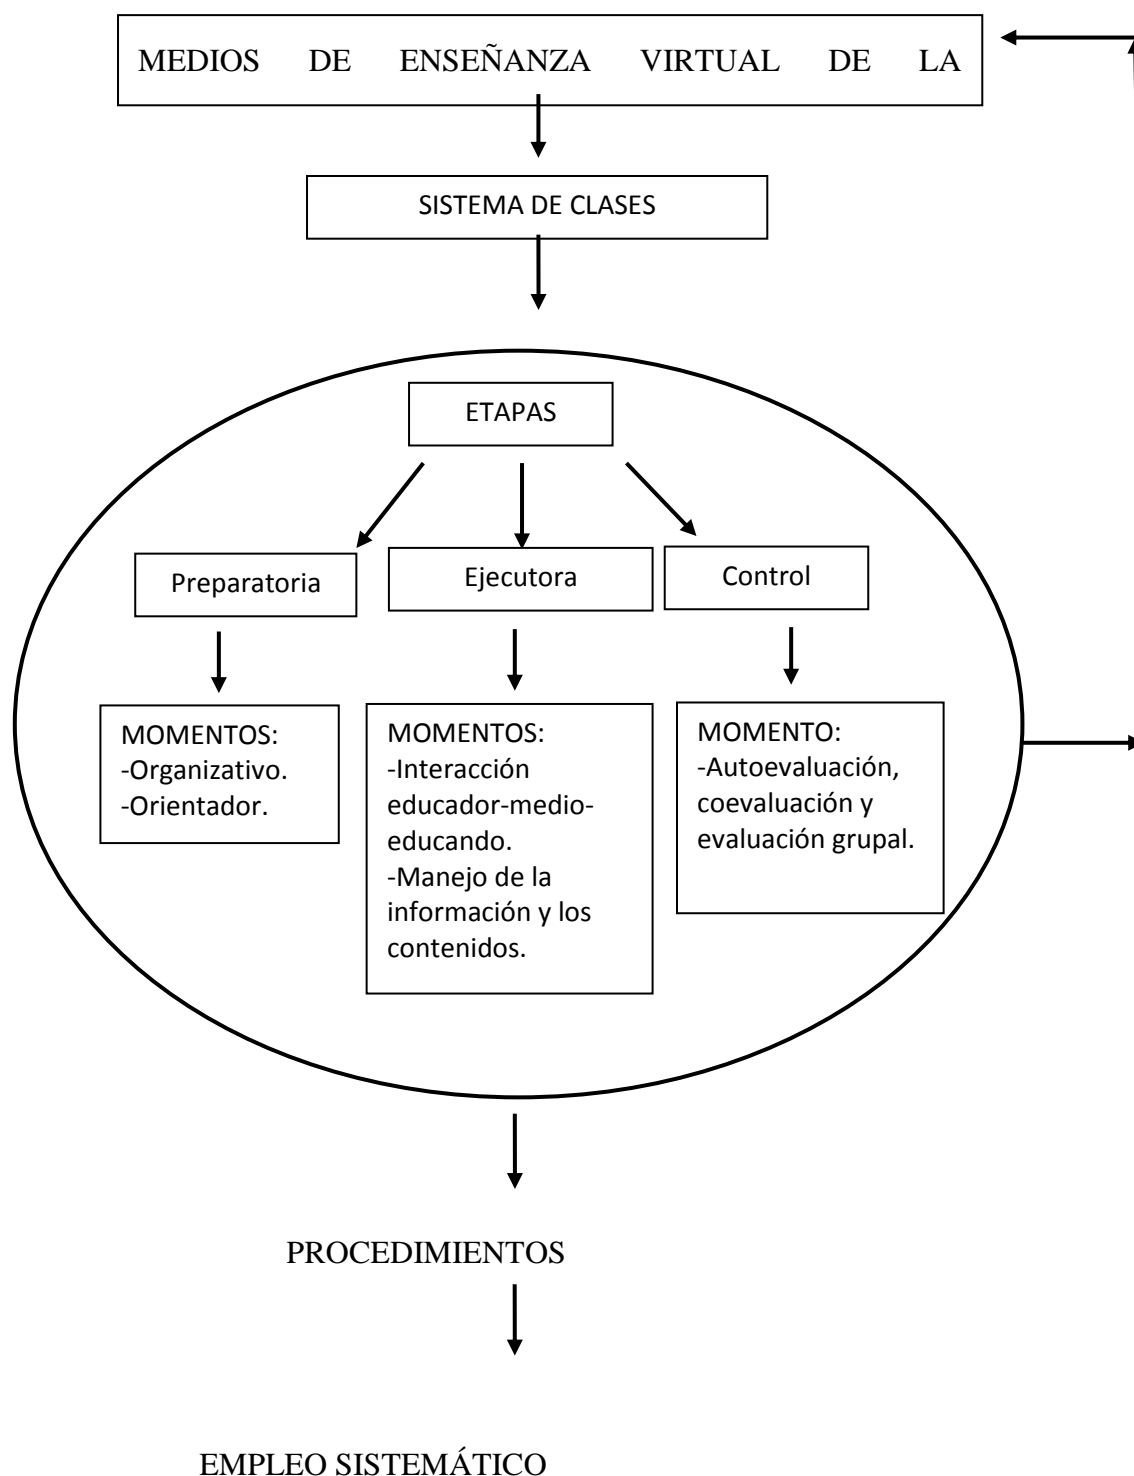 MEDIOS DE ENSEÑANZA VIRTUAL DE LA
SISTEMA DE CLASES
ETAPAS
Preparatoria
Ejecutora
Control
MOMENTOS:
-Organizativo.
-Orientador.
MOMENTOS:
-Interacción
educador-medio-
educando.
-Manejo de la
información y los
contenidos.
MOMENTO:
-Autoevaluación,
coevaluación y
evaluación grupal.
PROCEDIMIENTOS
EMPLEO SISTEMÁTICO